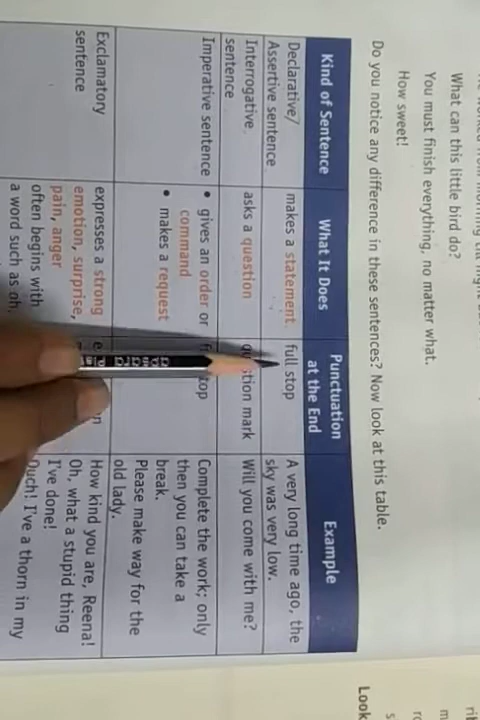 What can this little bird do?
You must finish everything, no matter what.
How sweet!
Do you notice any difference in these sentences? Now look at this table.
Kind of Sentence What It Does Punctuation at the End Example
Declarative/ makes a statement full stop A very long time ago, the
Assertive sentence sky was very low.
Interrogative asks a question mark Will you come with me?
sentence
Imperative sentence • gives an order or Complete the work; only
command then you can take a
• makes a request break.
Please make way for the
old lady.
Exclamatory expresses a strong How kind you are, Reena!
sentence emotion, surprise, Oh, what a stupid thing
pain, anger I've done!
often begins with Ouch! I've a thorn in my
a word such as oh,
Look